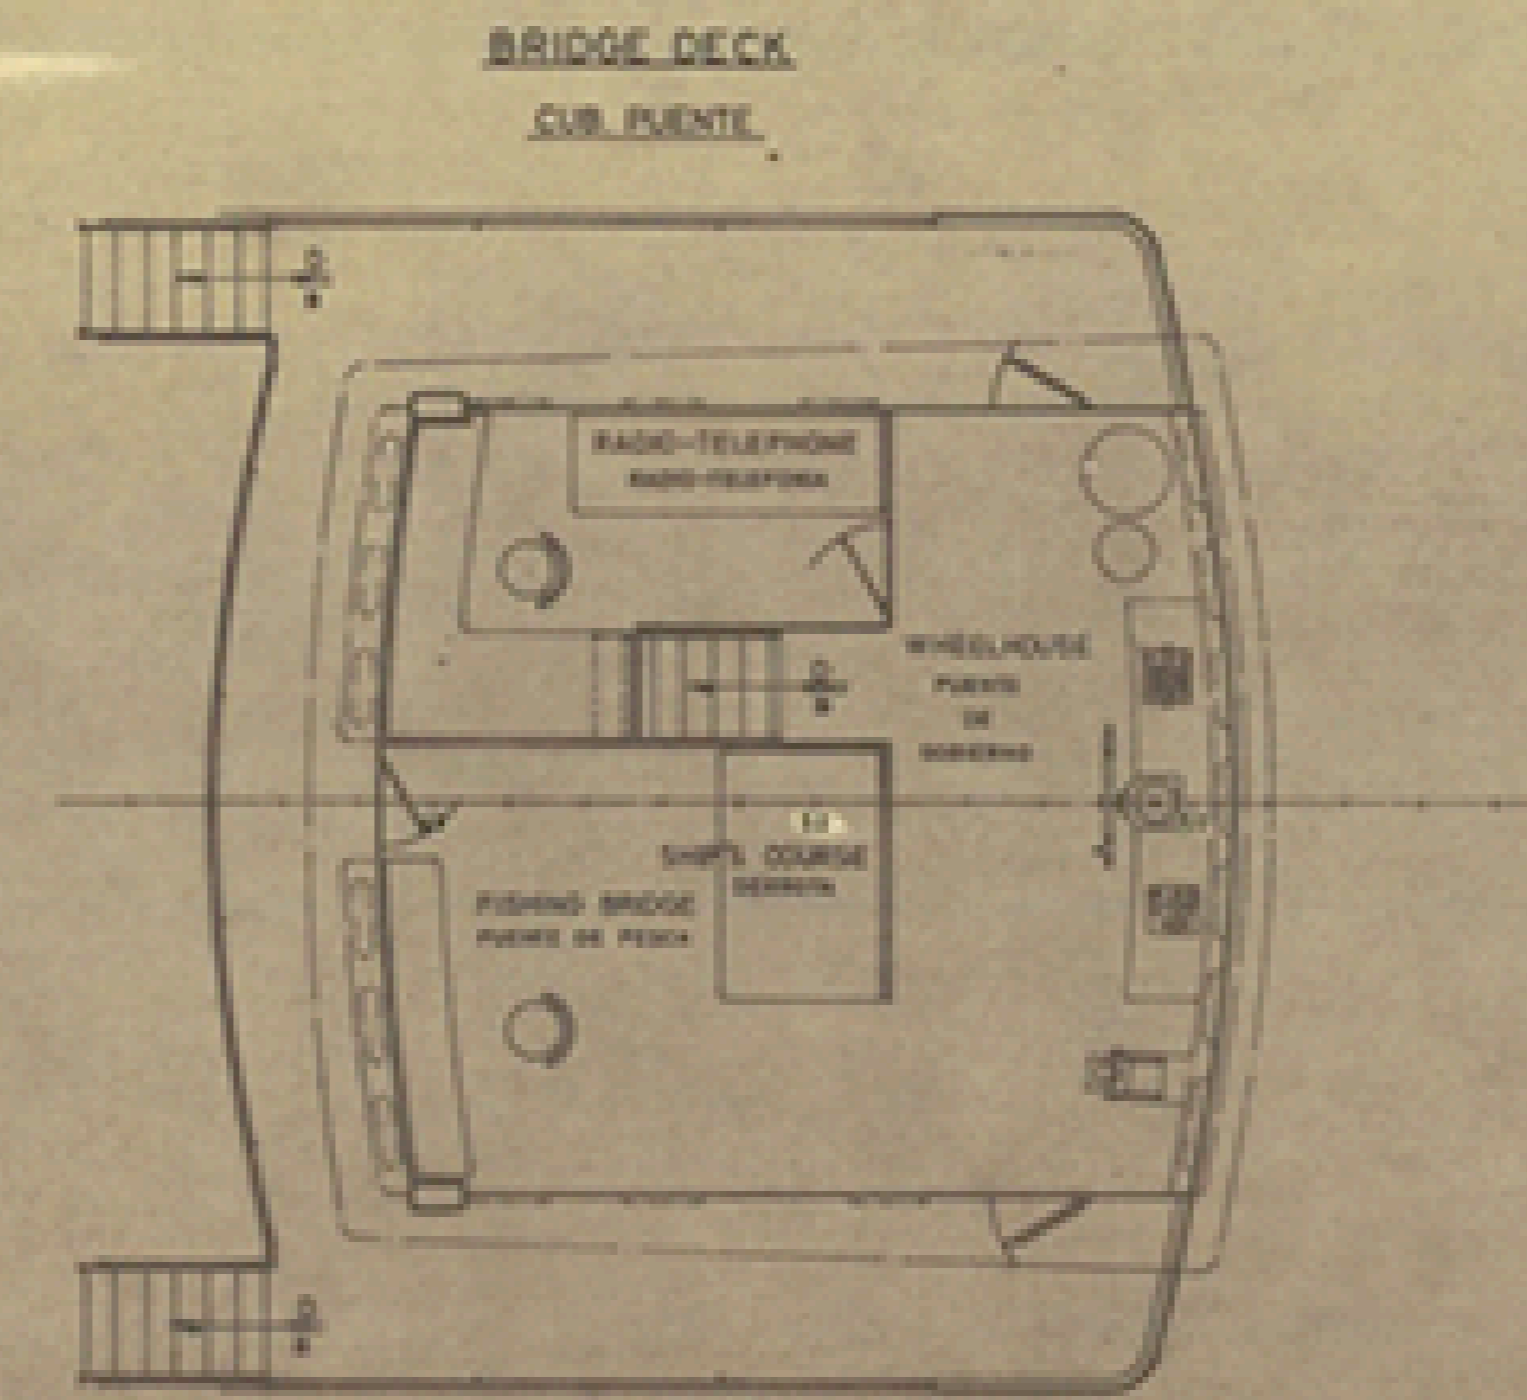 BRIDGE DECK
CUB. PUENTE
RADIO-TELEPHONE
RADIO-TELEFONIA
WHEELHOUSE
PUENTE
DE
GOBIERNO
SHIP'S COURSE
DERROTA
FISHING BRIDGE
PUENTE DE PESCA